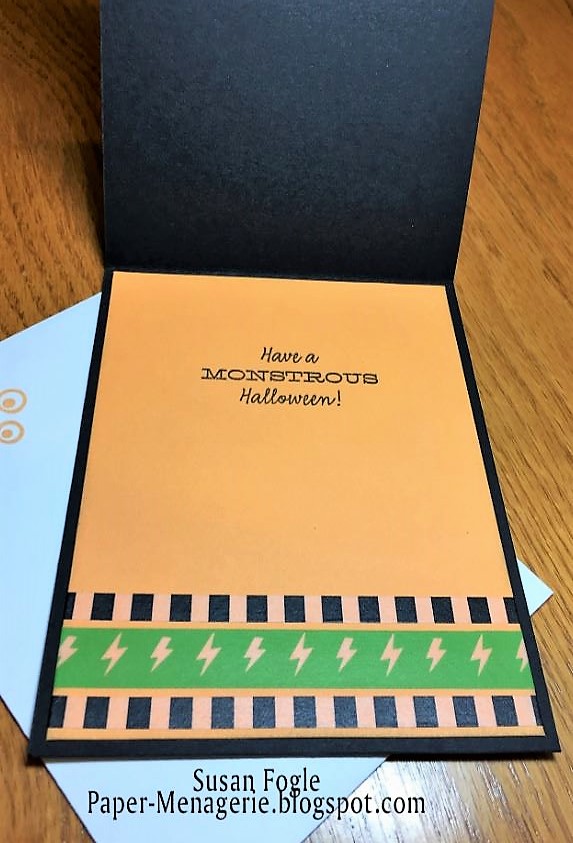 Have a
MONSTROUS
Halloween!
Susan Fogle
Paper-Menagerie.blogspot.com